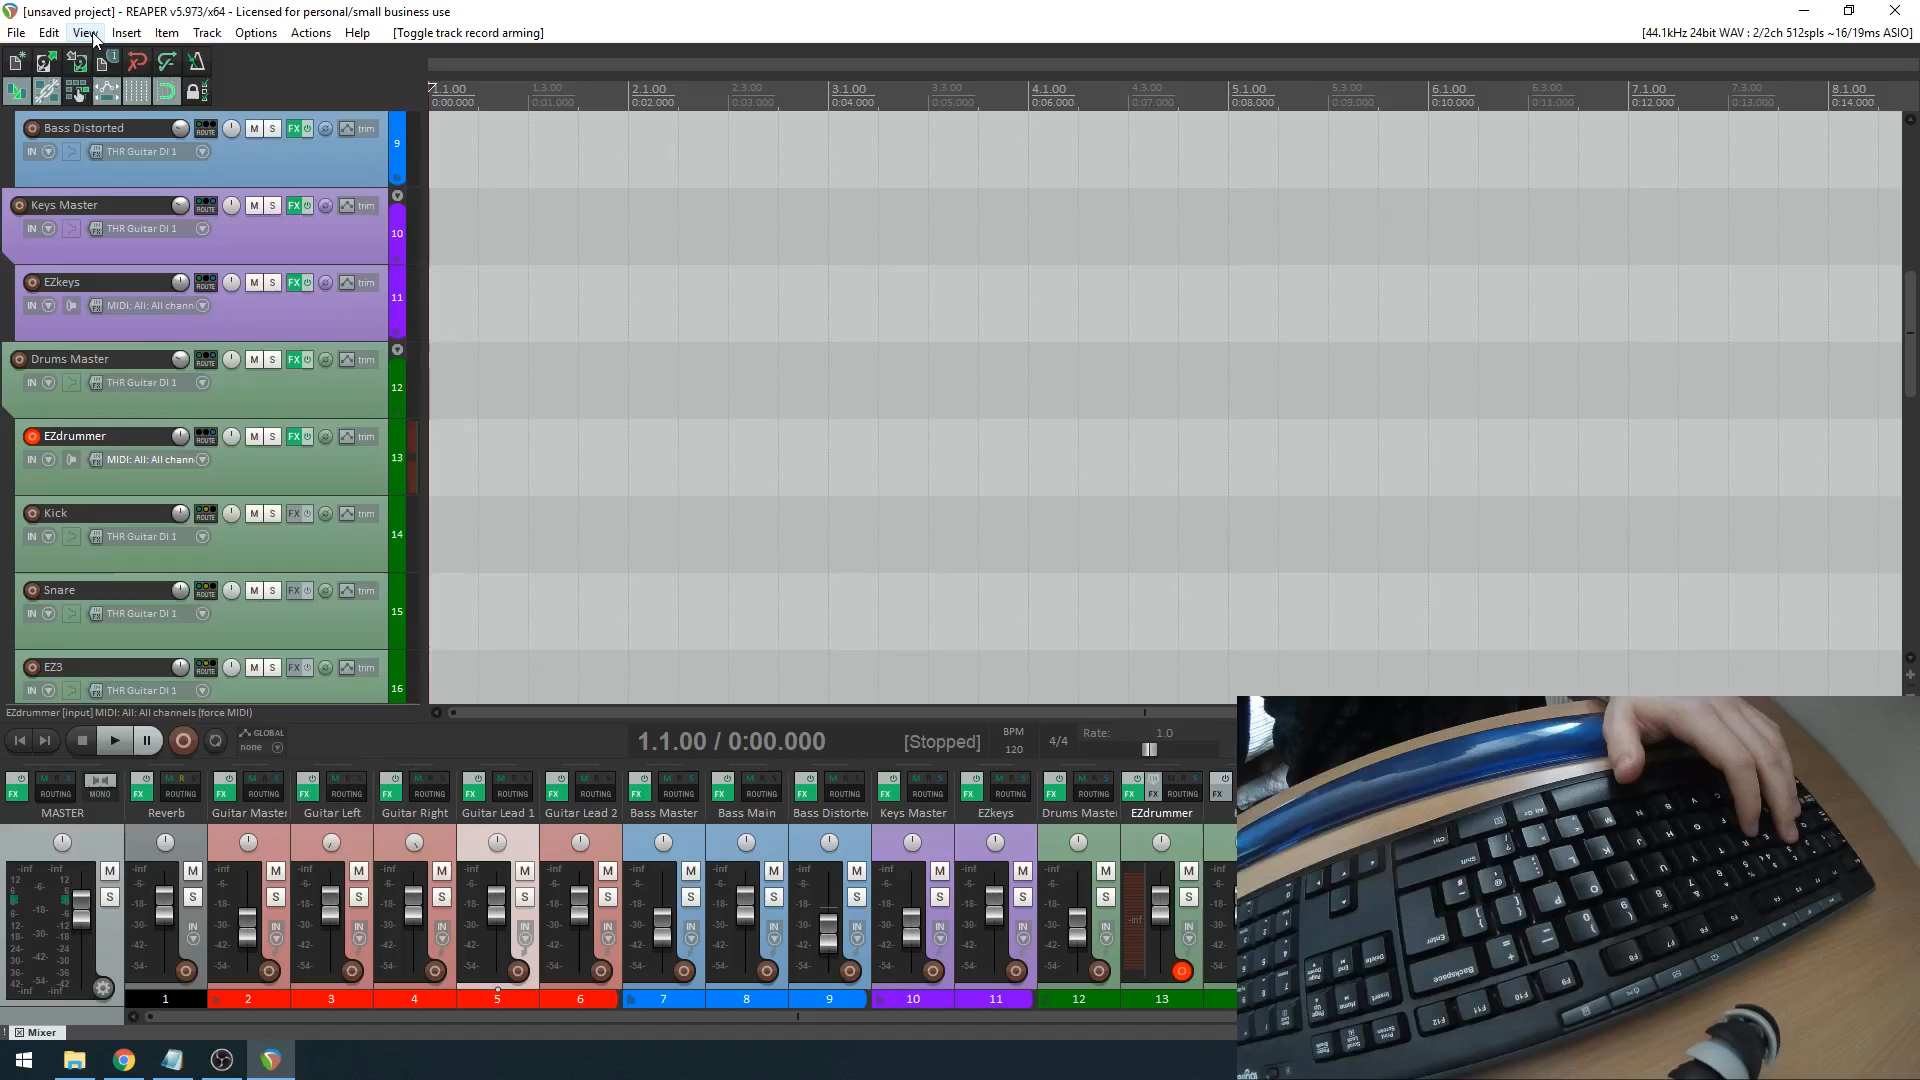 [unsaved project] - REAPER v5.973/x64 - Licensed for personal/small business use
File Edit View Insert Item Track Options Actions Help [Toggle track record arming]
[44.1kHz 24bit WAV : 2/2ch 512spls ~16/19ms ASIO]
1.1.00 1.3.00 2.1.00 2.3.00 3.1.00 3.3.00 4.1.00 4.3.00 5.1.00 5.3.00 6.1.00 6.3.00 7.1.00 7.3.00 8.1.00
0:00.000 0:01.000 0:02.000 0:03.000 0:04.000 0:05.000 0:06.000 0:07.000 0:08.000 0:09.000 0:10.000 0:11.000 0:12.000 0:13.000 0:14.000
Bass Distorted ROUTE M S FX trim
IN THR Guitar DI 1
9
Keys Master ROUTE M S FX trim
IN THR Guitar DI 1
10
EZkeys ROUTE M S FX trim
IN MIDI: All: All chann
11
Drums Master ROUTE M S FX trim
IN THR Guitar DI 1
12
EZdrummer ROUTE M S FX trim
IN MIDI: All: All chann
13
Kick ROUTE M S FX trim
IN THR Guitar DI 1
14
Snare ROUTE M S FX trim
IN THR Guitar DI 1
15
EZ3 ROUTE M S FX trim
IN THR Guitar DI 1
16
EZdrummer [input] MIDI: All: All channels (force MIDI)
GLOBAL
none
1.1.00 / 0:00.000 [Stopped]
BPM
120
4/4
Rate: 1.0
FX ROUTING MONO FX ROUTING FX ROUTING FX ROUTING FX ROUTING FX ROUTING FX ROUTING FX ROUTING FX ROUTING FX ROUTING FX ROUTING FX ROUTING FX ROUTING FX FX ROUTING FX
MASTER Reverb Guitar Master Guitar Left Guitar Right Guitar Lead 1 Guitar Lead 2 Bass Master Bass Main Bass Distorte Keys Master EZkeys Drums Maste EZdrummer
1 2 3 4 5 6 7 8 9 10 11 12 13
Mixer